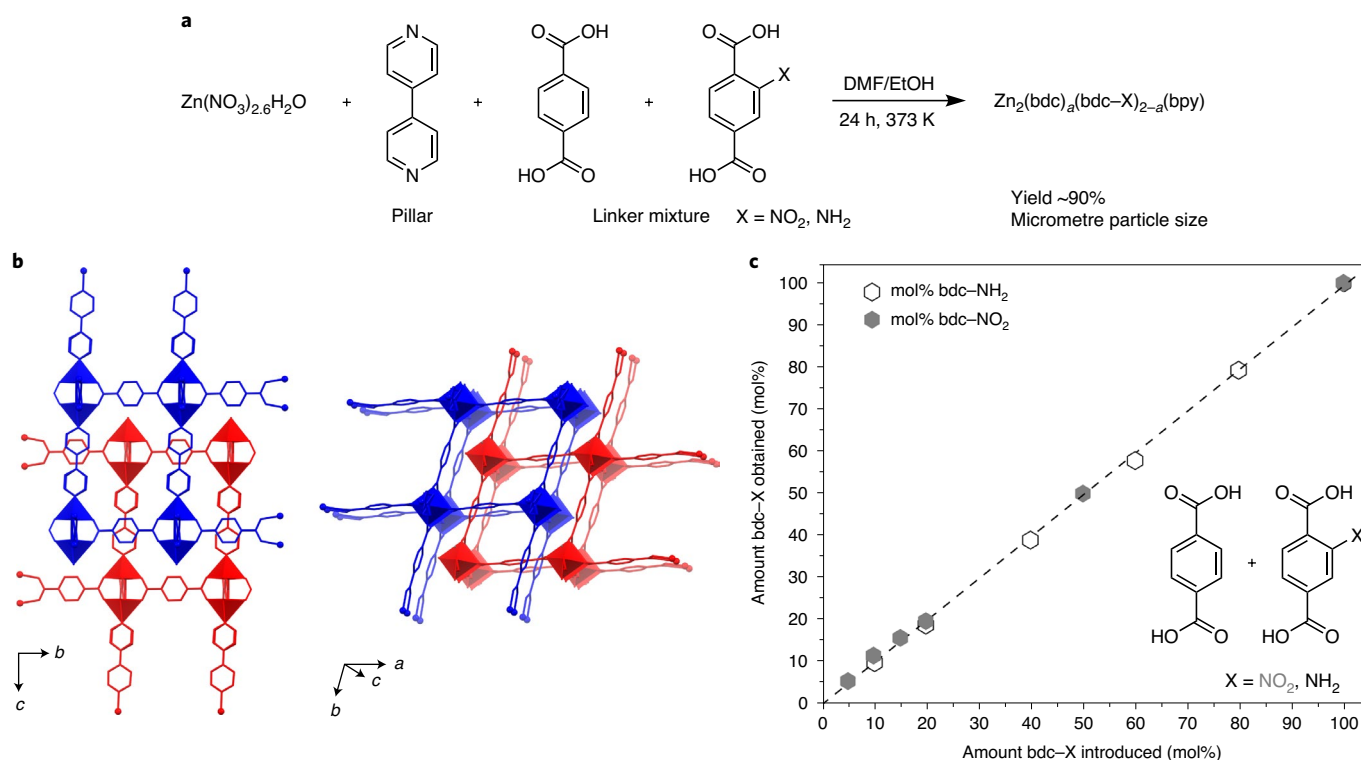 a
Zn(NO₃)₂.₆H₂O + + + DMF/EtOH Zn₂(bdc)ₐ(bdc–X)₂₋ₐ(bpy)
24 h, 373 K
N
N
O
OH
HO
O
O
OH
X
HO
O
Pillar
Linker mixture X = NO₂, NH₂
Yield ~90%
Micrometre particle size
b
b
c
a
c
b
c
Amount bdc–X obtained (mol%)
100
90
80
70
60
50
40
30
20
10
0
mol% bdc–NH₂
mol% bdc–NO₂
O
OH
HO
O
+
O
OH
X
HO
O
X = NO₂, NH₂
0 10 20 30 40 50 60 70 80 90 100
Amount bdc–X introduced (mol%)